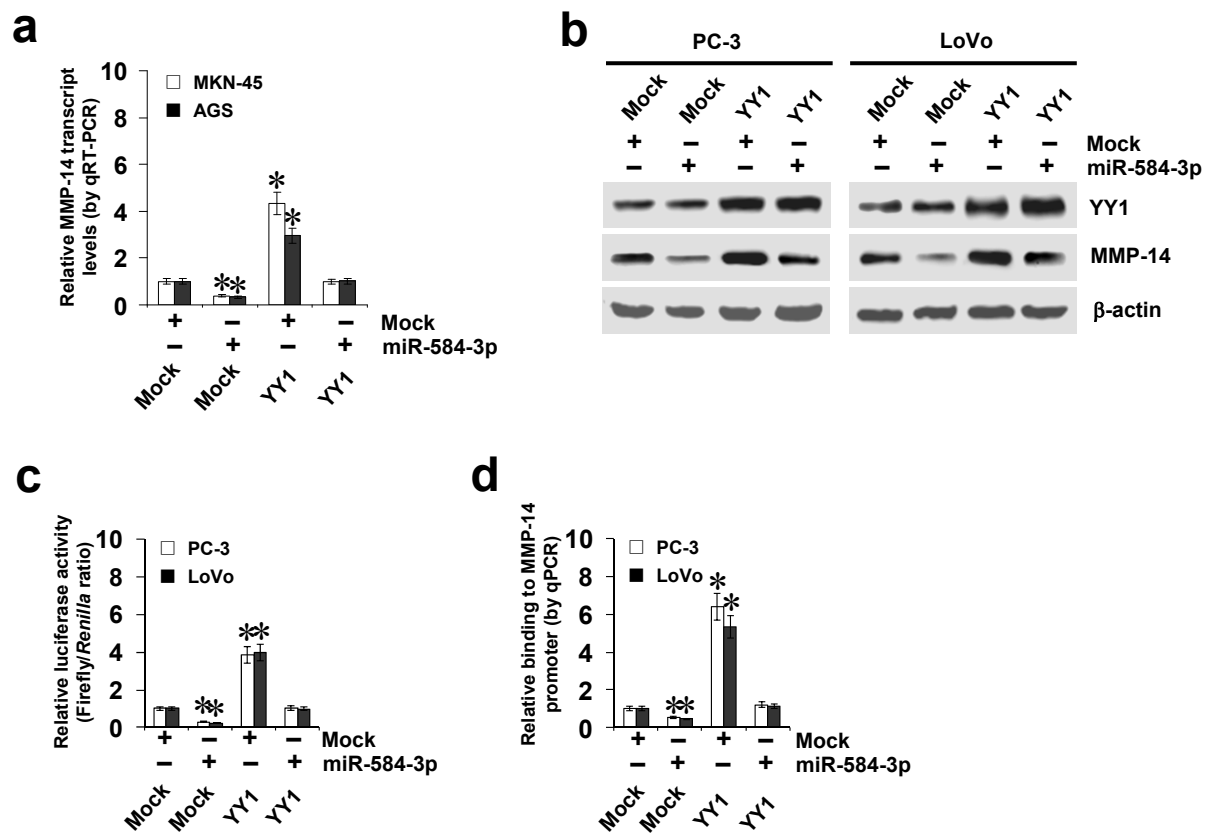 a
Relative MMP-14 transcript
levels (by qRT-PCR)
10
8
6
4
2
0
MKN-45
AGS
* * * *
+ − + − Mock
− + − + miR-584-3p
Mock Mock YY1 YY1
b
PC-3 LoVo
Mock Mock YY1 YY1 Mock Mock YY1 YY1
+ − + − + − + − Mock
− + − + − + − + miR-584-3p
YY1
MMP-14
β-actin
c
Relative luciferase activity
(Firefly/Renilla ratio)
10
8
6
4
2
0
PC-3
LoVo
* * * *
+ − + − Mock
− + − + miR-584-3p
Mock Mock YY1 YY1
d
Relative binding to MMP-14
promoter (by qPCR)
10
8
6
4
2
0
PC-3
LoVo
* * * *
+ − + − Mock
− + − + miR-584-3p
Mock Mock YY1 YY1